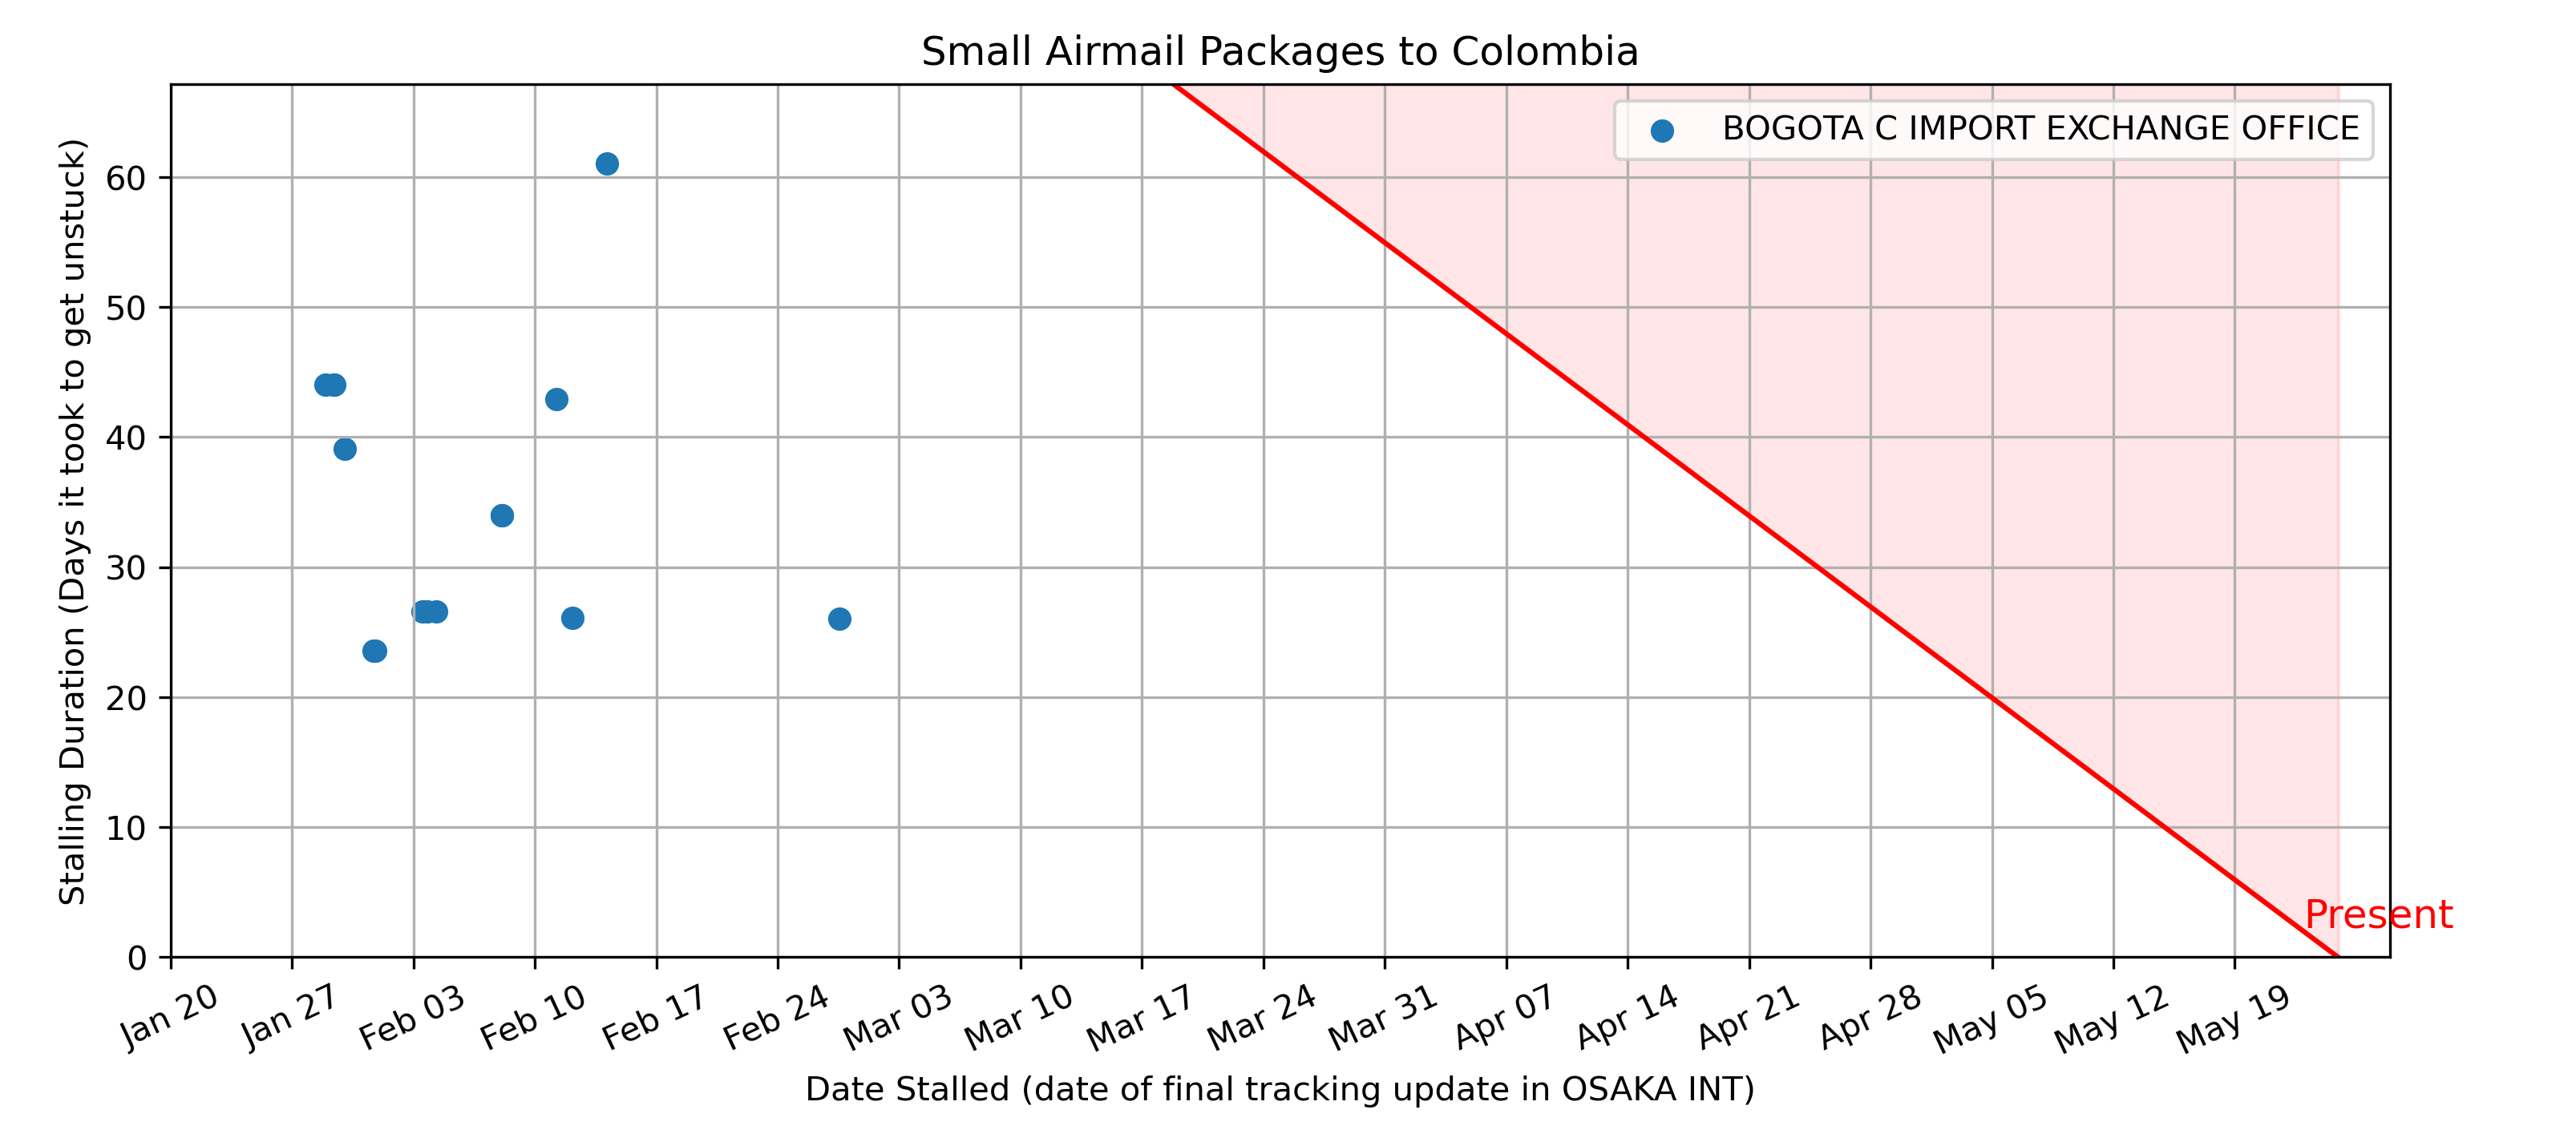 Small Airmail Packages to Colombia
BOGOTA C IMPORT EXCHANGE OFFICE
Stalling Duration (Days it took to get unstuck)
60
50
40
30
20
10
0
Present
Jan 20
Jan 27
Feb 03
Feb 10
Feb 17
Feb 24
Mar 03
Mar 10
Mar 17
Mar 24
Mar 31
Apr 07
Apr 14
Apr 21
Apr 28
May 05
May 12
May 19
Date Stalled (date of final tracking update in OSAKA INT)